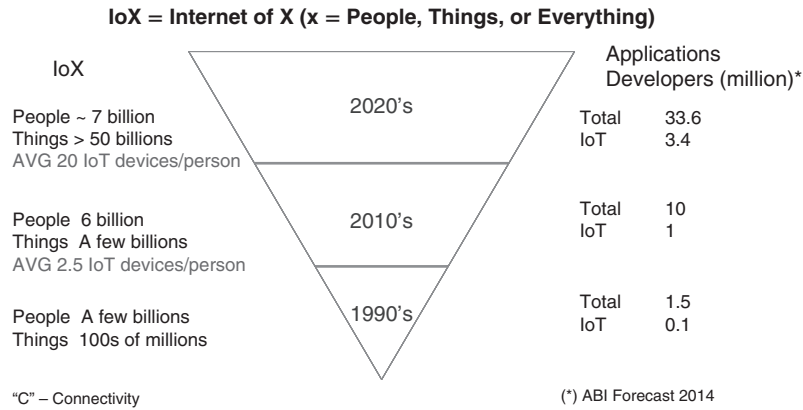 IoX = Internet of X (x = People, Things, or Everything)
IoX
Applications
Developers (million)*
People ~ 7 billion
Things > 50 billions
AVG 20 IoT devices/person
2020's
Total 33.6
IoT 3.4
People 6 billion
Things A few billions
AVG 2.5 IoT devices/person
2010's
Total 10
IoT 1
People A few billions
Things 100s of millions
1990's
Total 1.5
IoT 0.1
"C" – Connectivity
(*) ABI Forecast 2014